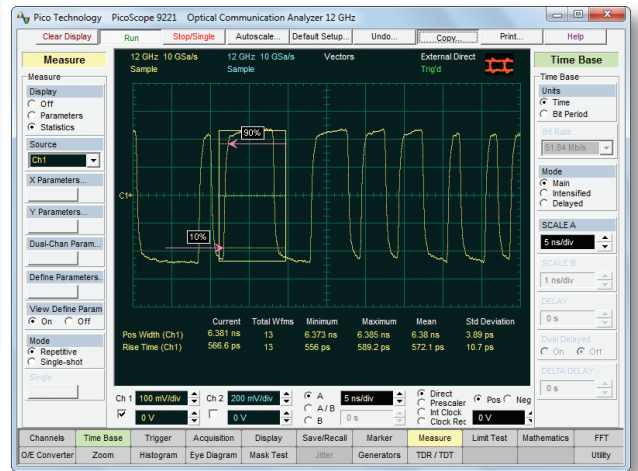 Pico Technology PicoScope 9221 Optical Communication Analyzer 12 GHz
Clear Display Run Stop/Single Autoscale... Default Setup... Undo... Copy... Print... Help
Measure
12 GHz 10 GSa/s 12 GHz 10 GSa/s Vectors External Direct
Sample Sample Trig'd
Time Base
Measure
Display
Off
Parameters
Statistics
Source
Ch1
X Parameters...
Y Parameters...
Dual-Chan Param...
Define Parameters..
View Define Param
On Off
Mode
Repetitive
Single-shot
Single
90%
C1
10%
Current Total Wfms Minimum Maximum Mean Std Deviation
Pos Width (Ch1) 6.381 ns 13 6.373 ns 6.385 ns 6.38 ns 3.89 ps
Rise Time (Ch1) 566.6 ps 13 556 ps 589.2 ps 572.1 ps 10.7 ps
Time Base
Units
Time
Bit Period
Bit Rate
51.84 Mb/s
Mode
Main
Intensified
Delayed
SCALE A
5 ns/div
SCALE B
1 ns/div
DELAY
0 s
Dual Delayed
On Off
DELTA DELAY
0 s
Ch 1 100 mV/div Ch 2 200 mV/div A 5 ns/div Direct Pos Neg
A / B Prescaler
0 V 0 V B 0 s Int Clock 0 V
Clock Rec
Channels Time Base Trigger Acquisition Display Save/Recall Marker Measure Limit Test Mathematics FFT
O/E Converter Zoom Histogram Eye Diagram Mask Test Jitter Generators TDR / TDT Utility